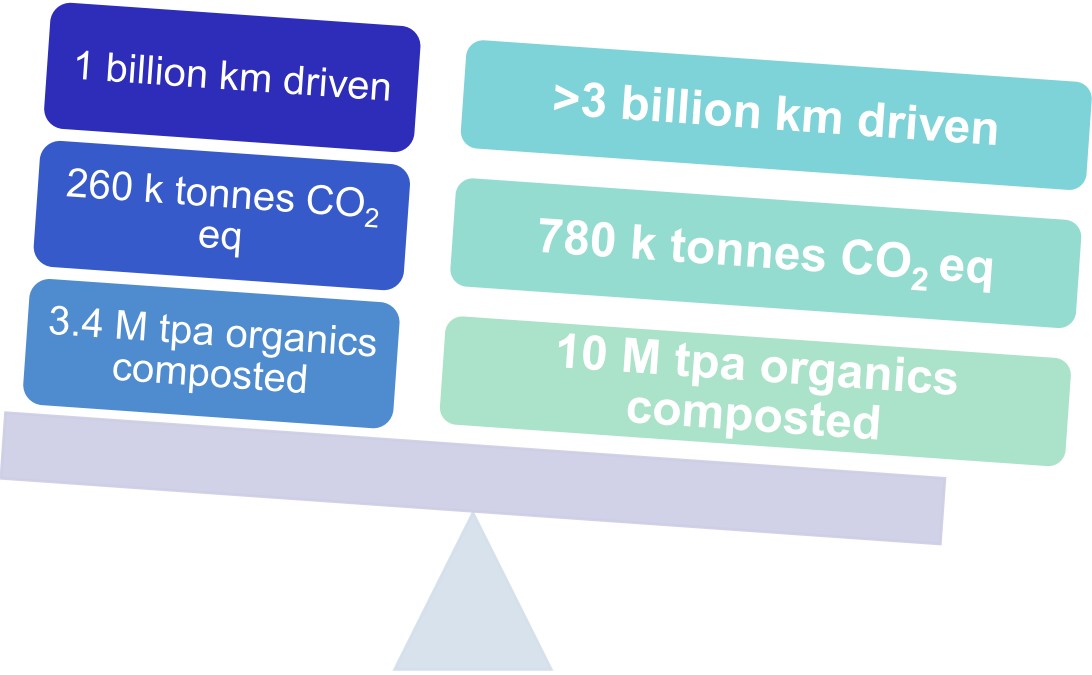 1 billion km driven
260 k tonnes CO₂
eq
3.4 M tpa organics
composted
>3 billion km driven
780 k tonnes CO₂ eq
10 M tpa organics
composted